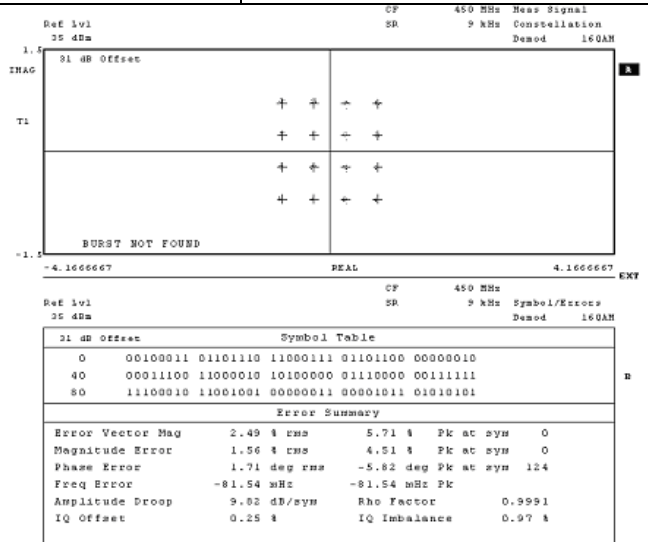 CF 450 MHz Meas Signal
Ref Lvl SR 9 kHz Constellation
35 dBm Demod 16QAM
1.5
31 dB Offset
IMAG A
T1
BURST NOT FOUND
-1.5
-4.1666667 REAL 4.1666667
EXT
CF 450 MHz
Ref Lvl SR 9 kHz Symbol/Errors
35 dBm Demod 16QAM
31 dB Offset Symbol Table
0 00100011 01101110 11000111 01101100 00000010
40 00011100 11000010 10100000 01110000 00111111
80 11100010 11001001 00000011 00001011 01010101
B
Error Summary
Error Vector Mag 2.49 % rms 5.71 % Pk at sym 0
Magnitude Error 1.56 % rms 4.51 % Pk at sym 0
Phase Error 1.71 deg rms -5.82 deg Pk at sym 124
Freq Error -81.54 mHz -81.54 mHz Pk
Amplitude Droop 9.82 dB/sym Rho Factor 0.9991
IQ Offset 0.25 % IQ Imbalance 0.97 %